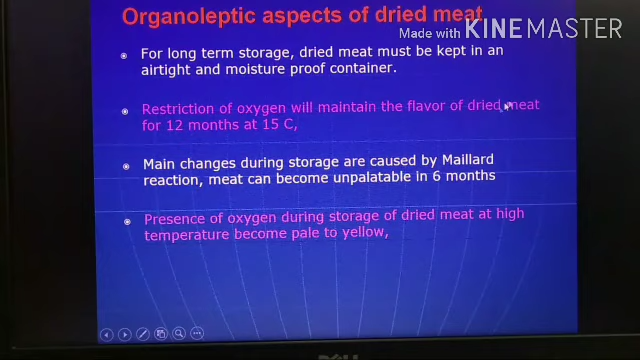 Organoleptic aspects of dried meat
Made with KINEMASTER
For long term storage, dried meat must be kept in an
airtight and moisture proof container.
Restriction of oxygen will maintain the flavor of dried meat
for 12 months at 15 C,
Main changes during storage are caused by Maillard
reaction, meat can become unpalatable in 6 months
Presence of oxygen during storage of dried meat at high
temperature become pale to yellow,